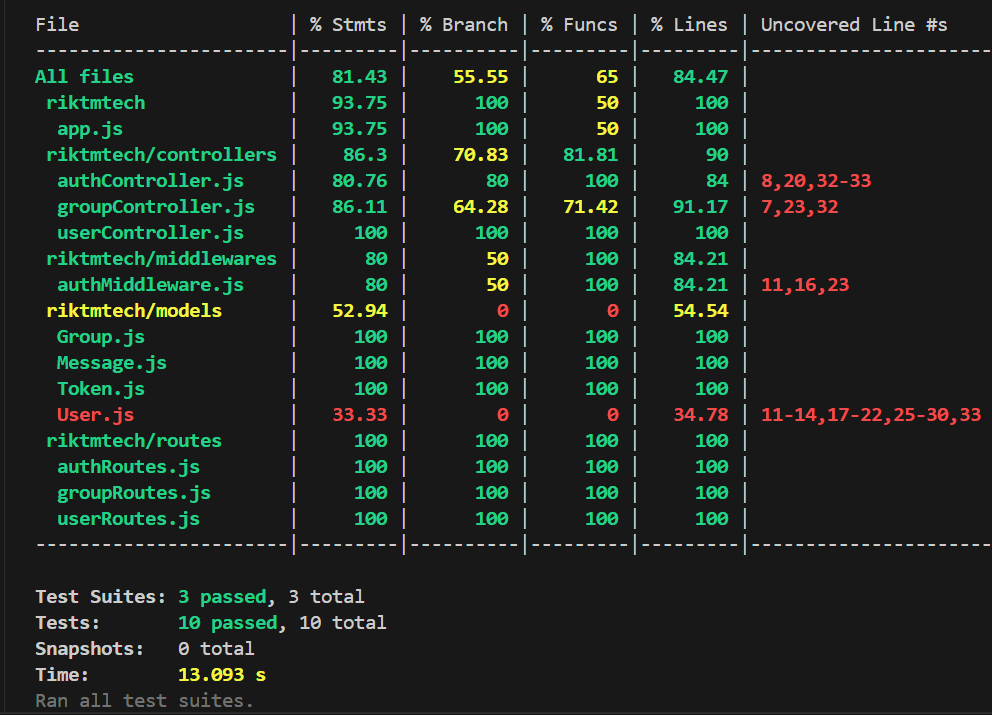 File | % Stmts | % Branch | % Funcs | % Lines | Uncovered Line #s
-----------------------|---------|----------|---------|---------|----------------------
All files | 81.43 | 55.55 | 65 | 84.47 |
riktmtech | 93.75 | 100 | 50 | 100 |
app.js | 93.75 | 100 | 50 | 100 |
riktmtech/controllers | 86.3 | 70.83 | 81.81 | 90 |
authController.js | 80.76 | 80 | 100 | 84 | 8,20,32-33
groupController.js | 86.11 | 64.28 | 71.42 | 91.17 | 7,23,32
userController.js | 100 | 100 | 100 | 100 |
riktmtech/middlewares | 80 | 50 | 100 | 84.21 |
authMiddleware.js | 80 | 50 | 100 | 84.21 | 11,16,23
riktmtech/models | 52.94 | 0 | 0 | 54.54 |
Group.js | 100 | 100 | 100 | 100 |
Message.js | 100 | 100 | 100 | 100 |
Token.js | 100 | 100 | 100 | 100 |
User.js | 33.33 | 0 | 0 | 34.78 | 11-14,17-22,25-30,33
riktmtech/routes | 100 | 100 | 100 | 100 |
authRoutes.js | 100 | 100 | 100 | 100 |
groupRoutes.js | 100 | 100 | 100 | 100 |
userRoutes.js | 100 | 100 | 100 | 100 |
-----------------------|---------|----------|---------|---------|----------------------
Test Suites: 3 passed, 3 total
Tests: 10 passed, 10 total
Snapshots: 0 total
Time: 13.093 s
Ran all test suites.